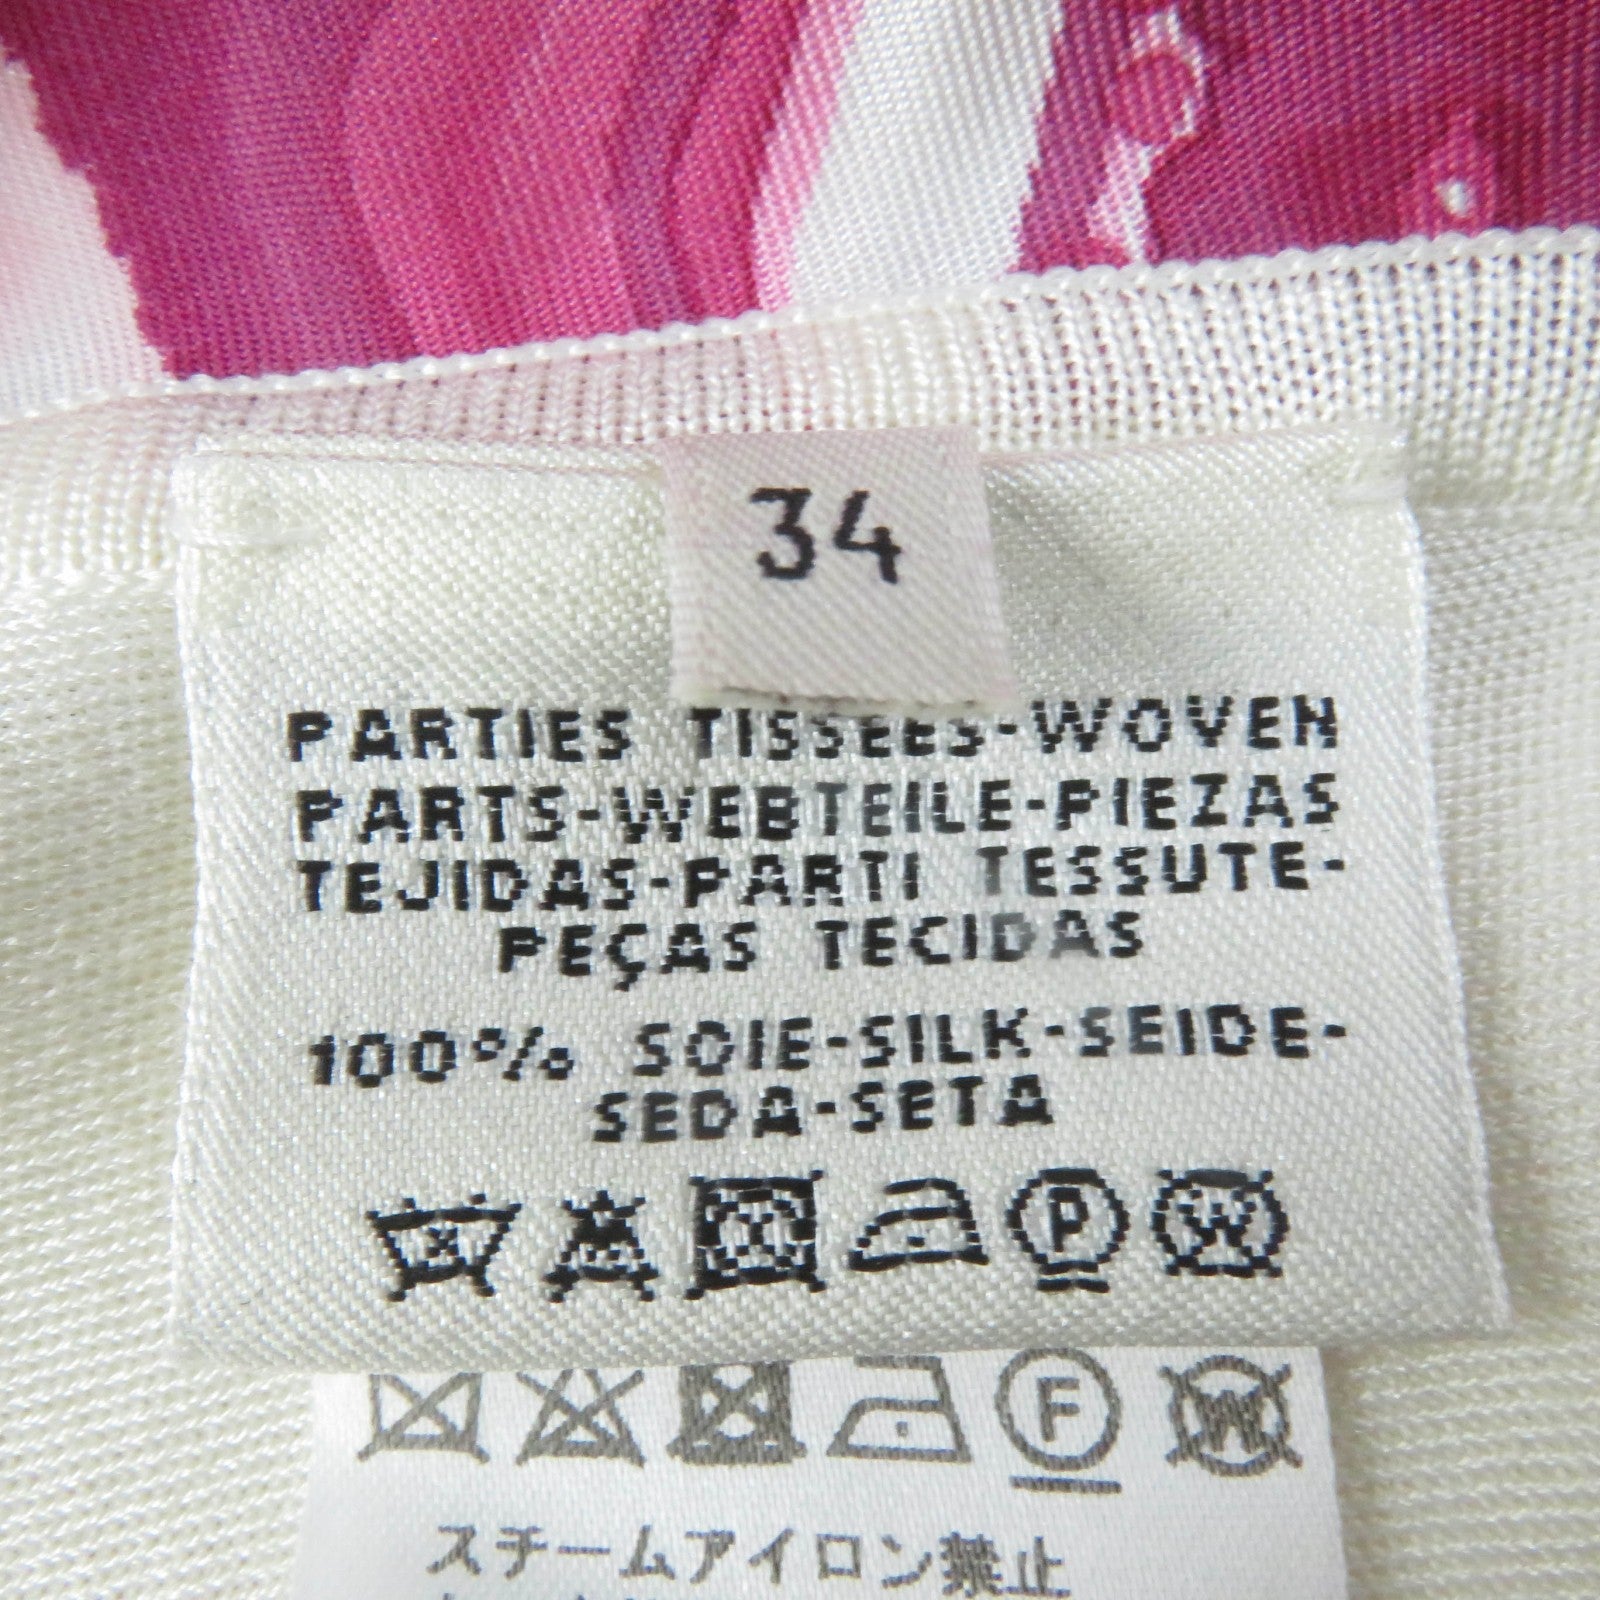 34
PARTIES TISSEES-WOVEN
PARTS-WEBTEILE-PIEZAS
TEJIDAS-PARTI TESSUTE-
PEÇAS TECIDAS
100% SOIE-SILK-SEIDE-
SEDA-SETA
P W
F W
スチームアイロン禁止